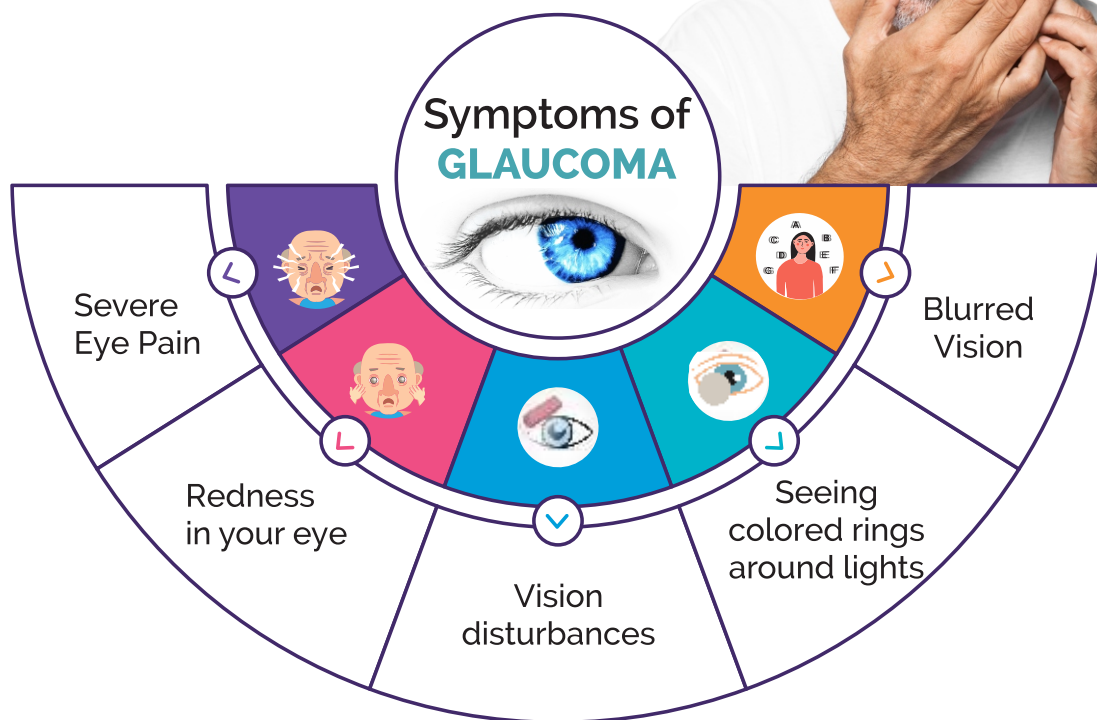 Symptoms of
GLAUCOMA
Severe
Eye Pain
Redness
in your eye
Vision
disturbances
Seeing
colored rings
around lights
Blurred
Vision
A
C
B
D
E
G
F